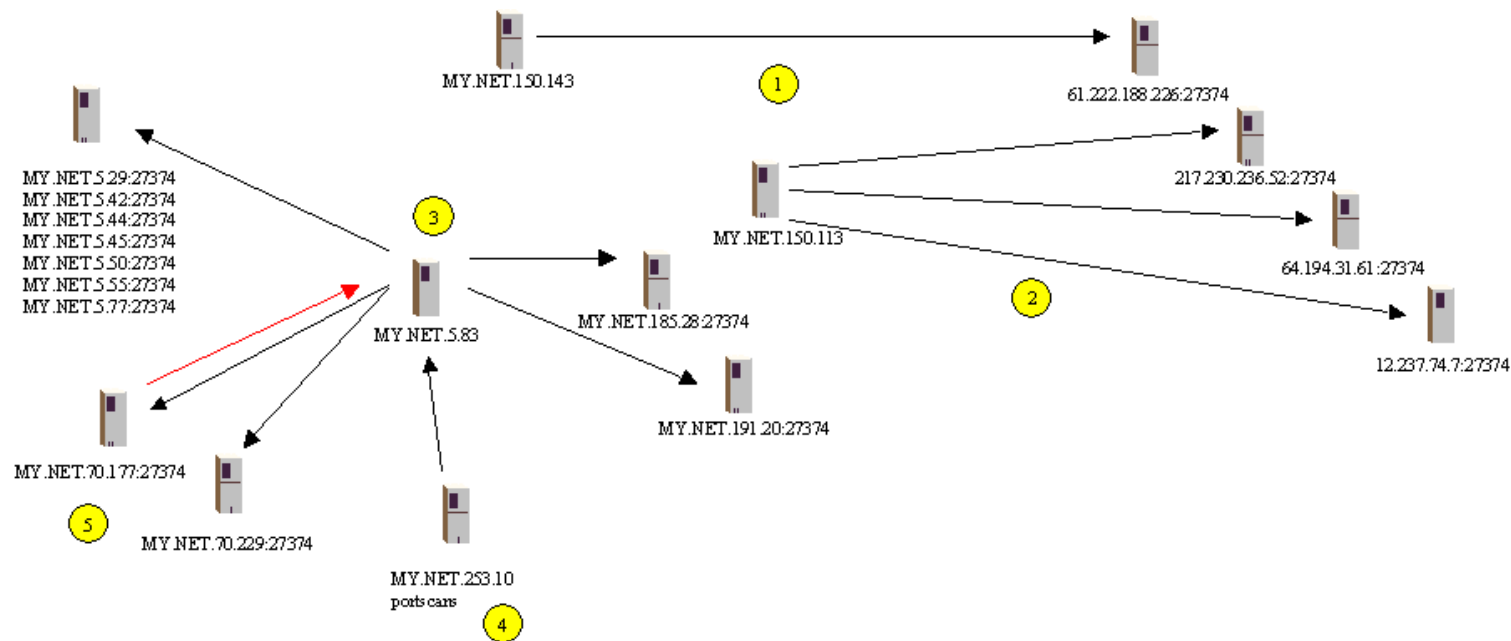 MY.NET.150.143
1
61.222.188.226:27374
217.230.236.52:27374
MY.NET.5.29:27374
MY.NET.5.42:27374
MY.NET.5.44:27374
MY.NET.5.45:27374
MY.NET.5.50:27374
MY.NET.5.55:27374
MY.NET.5.77:27374
3
MY.NET.150.113
64.194.31.61:27374
2
MY.NET.185.28:27374
MY.NET.5.83
12.237.74.7:27374
MY.NET.191.20:27374
MY.NET.70.177:27374
5
MY.NET.70.229:27374
MY.NET.253.10
portscans
4